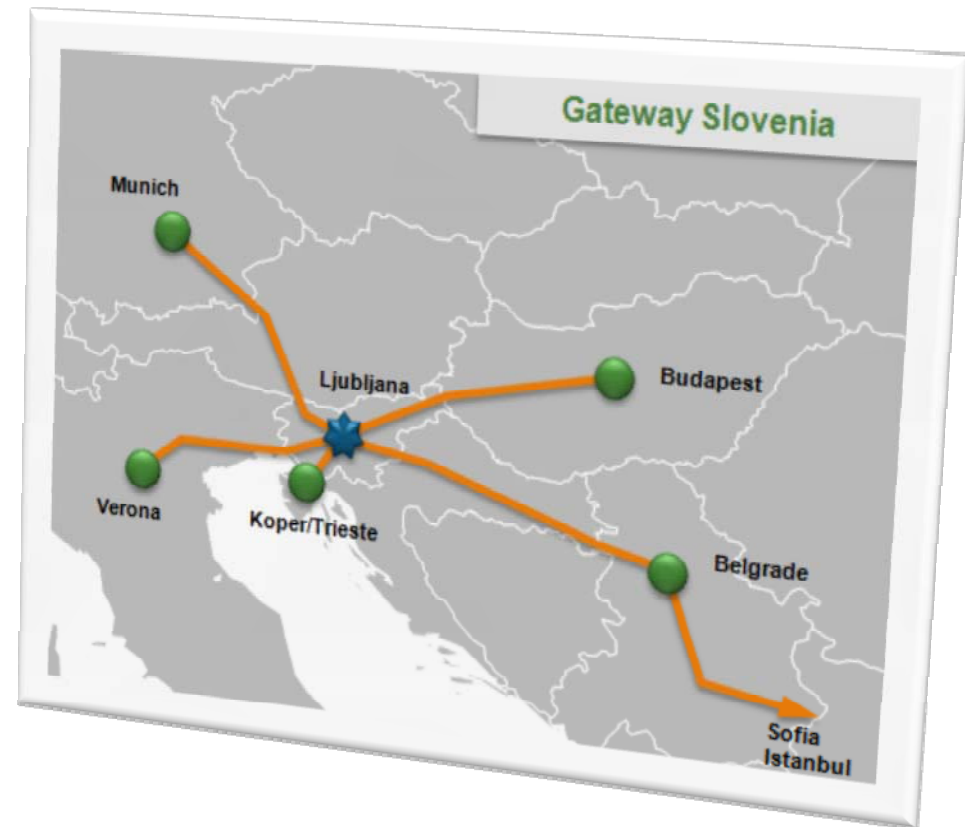 Gateway Slovenia
Munich
Ljubljana
Budapest
Verona
Koper/Trieste
Belgrade
Sofia
Istanbul